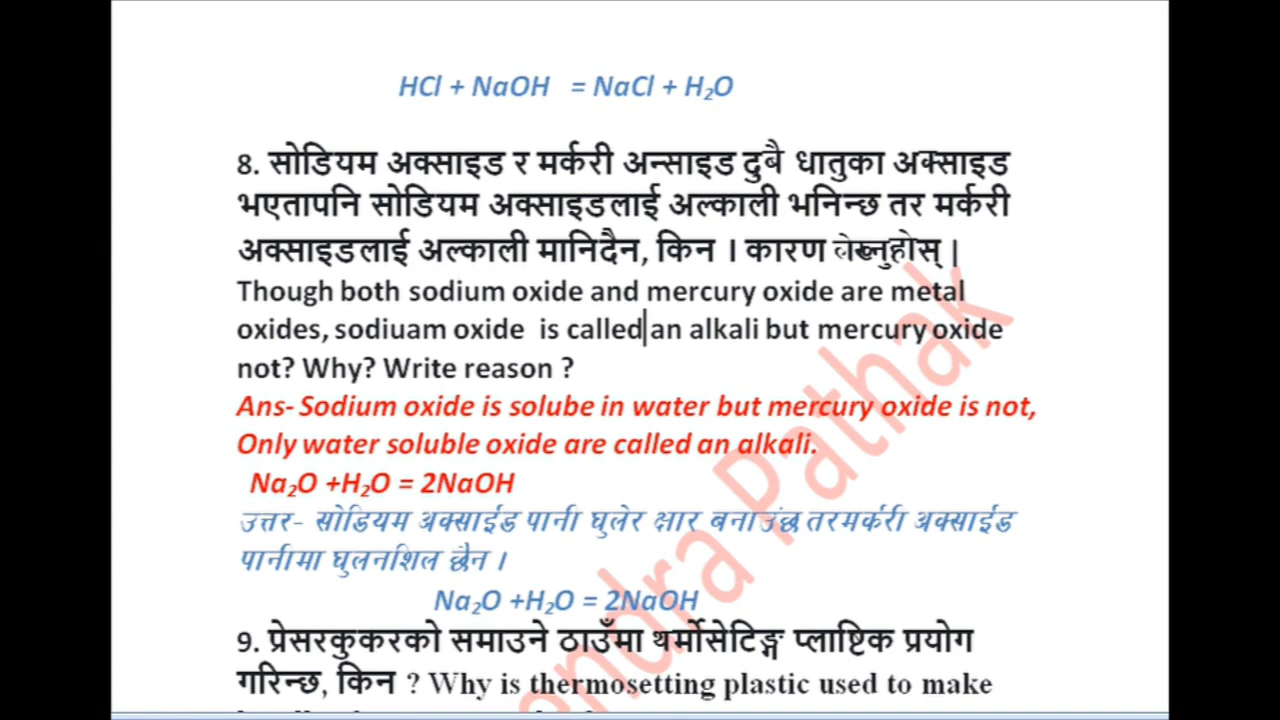 HCl + NaOH = NaCl + H₂O
8. सोडियम अक्साइड र मर्करी अन्साइड दुबै धातुका अक्साइड
भएतापनि सोडियम अक्साइडलाई अल्काली भनिन्छ तर मर्करी
अक्साइडलाई अल्काली मानिदैन, किन । कारण लेख्नुहोस् |
Though both sodium oxide and mercury oxide are metal
oxides, sodiuam oxide is called an alkali but mercury oxide
not? Why? Write reason ?
Ans- Sodium oxide is solube in water but mercury oxide is not,
Only water soluble oxide are called an alkali.
Na₂O +H₂O = 2NaOH
उत्तर- सोडियम अक्साईड पानी घुलेर क्षार बनाउंछ तरमर्करी अक्साईड
पानीमा घुलनशिल छैन ।
Na₂O +H₂O = 2NaOH
9. प्रेसरकुकरको समाउने ठाउँमा थर्मोसेटिङ्ग प्लाष्टिक प्रयोग
गरिन्छ, किन ? Why is thermosetting plastic used to make
endra Pathak